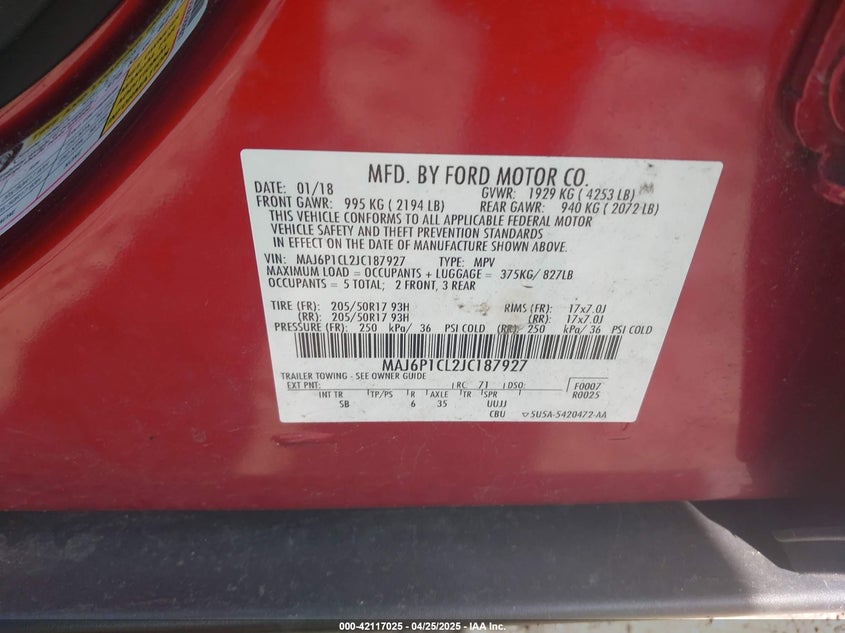 MFD. BY FORD MOTOR CO.
DATE: 01/18 GVWR: 1929 KG ( 4253 LB)
FRONT GAWR: 995 KG ( 2194 LB) REAR GAWR: 940 KG ( 2072 LB)
THIS VEHICLE CONFORMS TO ALL APPLICABLE FEDERAL MOTOR
VEHICLE SAFETY AND THEFT PREVENTION STANDARDS
IN EFFECT ON THE DATE OF MANUFACTURE SHOWN ABOVE.
VIN: MAJ6P1CL2JC187927 TYPE: MPV
MAXIMUM LOAD = OCCUPANTS + LUGGAGE = 375KG/ 827LB
OCCUPANTS = 5 TOTAL; 2 FRONT, 3 REAR
TIRE (FR): 205/50R17 93H RIMS (FR): 17x7.0J
(RR): 205/50R17 93H (RR): 17x7.0J
PRESSURE (FR): 250 kPa/ 36 PSI COLD (RR): 250 kPa/ 36 PSI COLD
MAJ6P1CL2JC187927
TRAILER TOWING - SEE OWNER GUIDE
EXT PNT: RC: 71 DSO: F0007
R0025
INT TR TP/PS R AXLE TR SPR
SB 6 35 UUJJ
CBU 5U5A-5420472-AA
000-42117025 - 04/25/2025 - IAA Inc.